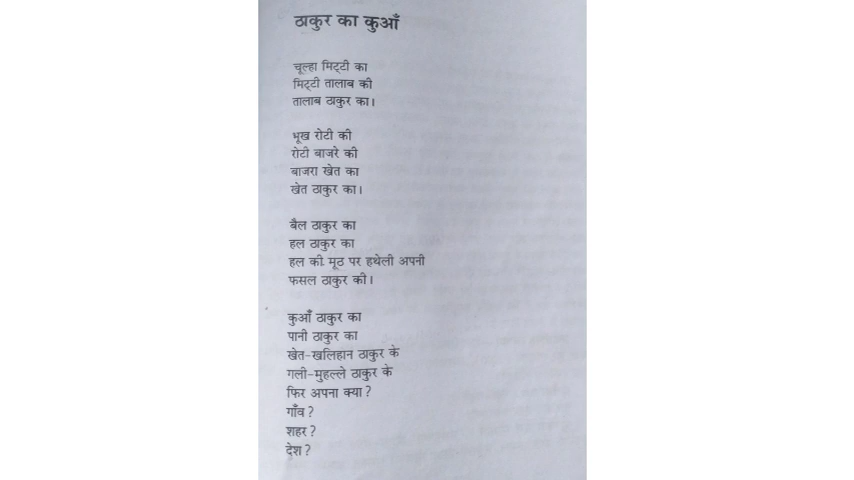 ठाकुर का कुआँ
चूल्हा मिट्टी का
मिट्टी तालाब की
तालाब ठाकुर का।
भूख रोटी की
रोटी बाजरे की
बाजरा खेत का
खेत ठाकुर का।
बैल ठाकुर का
हल ठाकुर का
हल की मूठ पर हथेली अपनी
फसल ठाकुर की।
कुआँ ठाकुर का
पानी ठाकुर का
खेत-खलिहान ठाकुर के
गली-मुहल्ले ठाकुर के
फिर अपना क्या?
गाँव?
शहर?
देश?